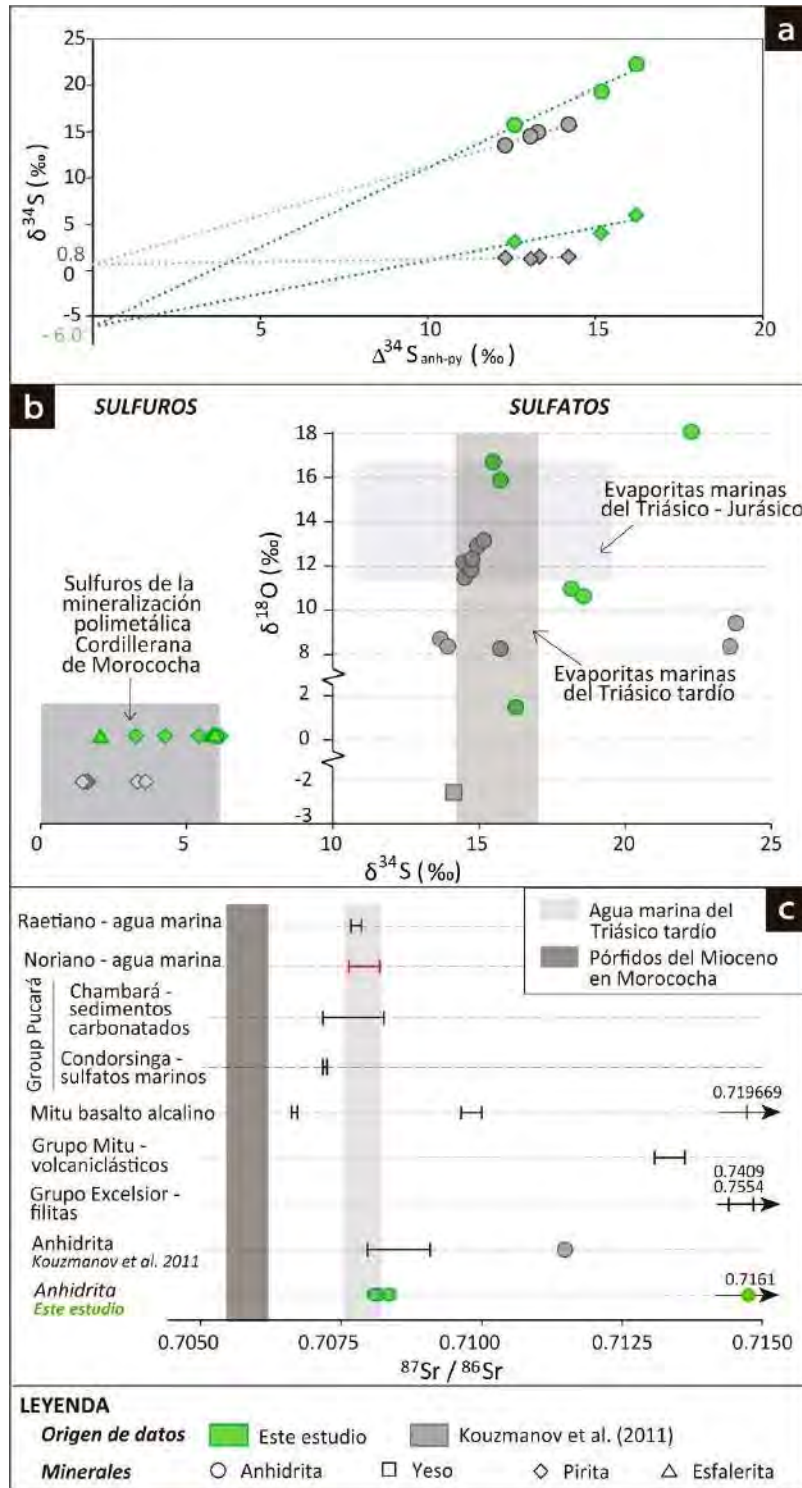 a
25
20
15
10
5
0.8
0
-5
- 6.0
δ³⁴S (‰)
5
10
15
20
Δ³⁴S anh-py (‰)
b
SULFUROS
SULFATOS
18
16
14
12
10
8
2
0
-2
-3
δ¹⁸O (‰)
Evaporitas marinas
del Triásico - Jurásico
Sulfuros de la
mineralización
polimetálica
Cordillerana
de Morococha
Evaporitas marinas
del Triásico tardío
0
5
10
15
20
25
δ³⁴S (‰)
c
Agua marina del
Triásico tardío
Pórfidos del Mioceno
en Morococha
Raetiano - agua marina
Noriano - agua marina
Group Pucará
Chambará -
sedimentos
carbonatados
Condorsinga -
sulfatos marinos
Mitu basalto alcalino
0.719669
Grupo Mitu -
volcaniclásticos
Grupo Excelsior -
filitas
0.7409
0.7554
Anhidrita
Kouzmanov et al. 2011
Anhidrita
Este estudio
0.7161
0.7050
0.7075
0.7100
0.7125
0.7150
⁸⁷Sr / ⁸⁶Sr
LEYENDA
Origen de datos
Este estudio
Kouzmanov et al. (2011)
Minerales
Anhidrita
Yeso
Pirita
Esfalerita